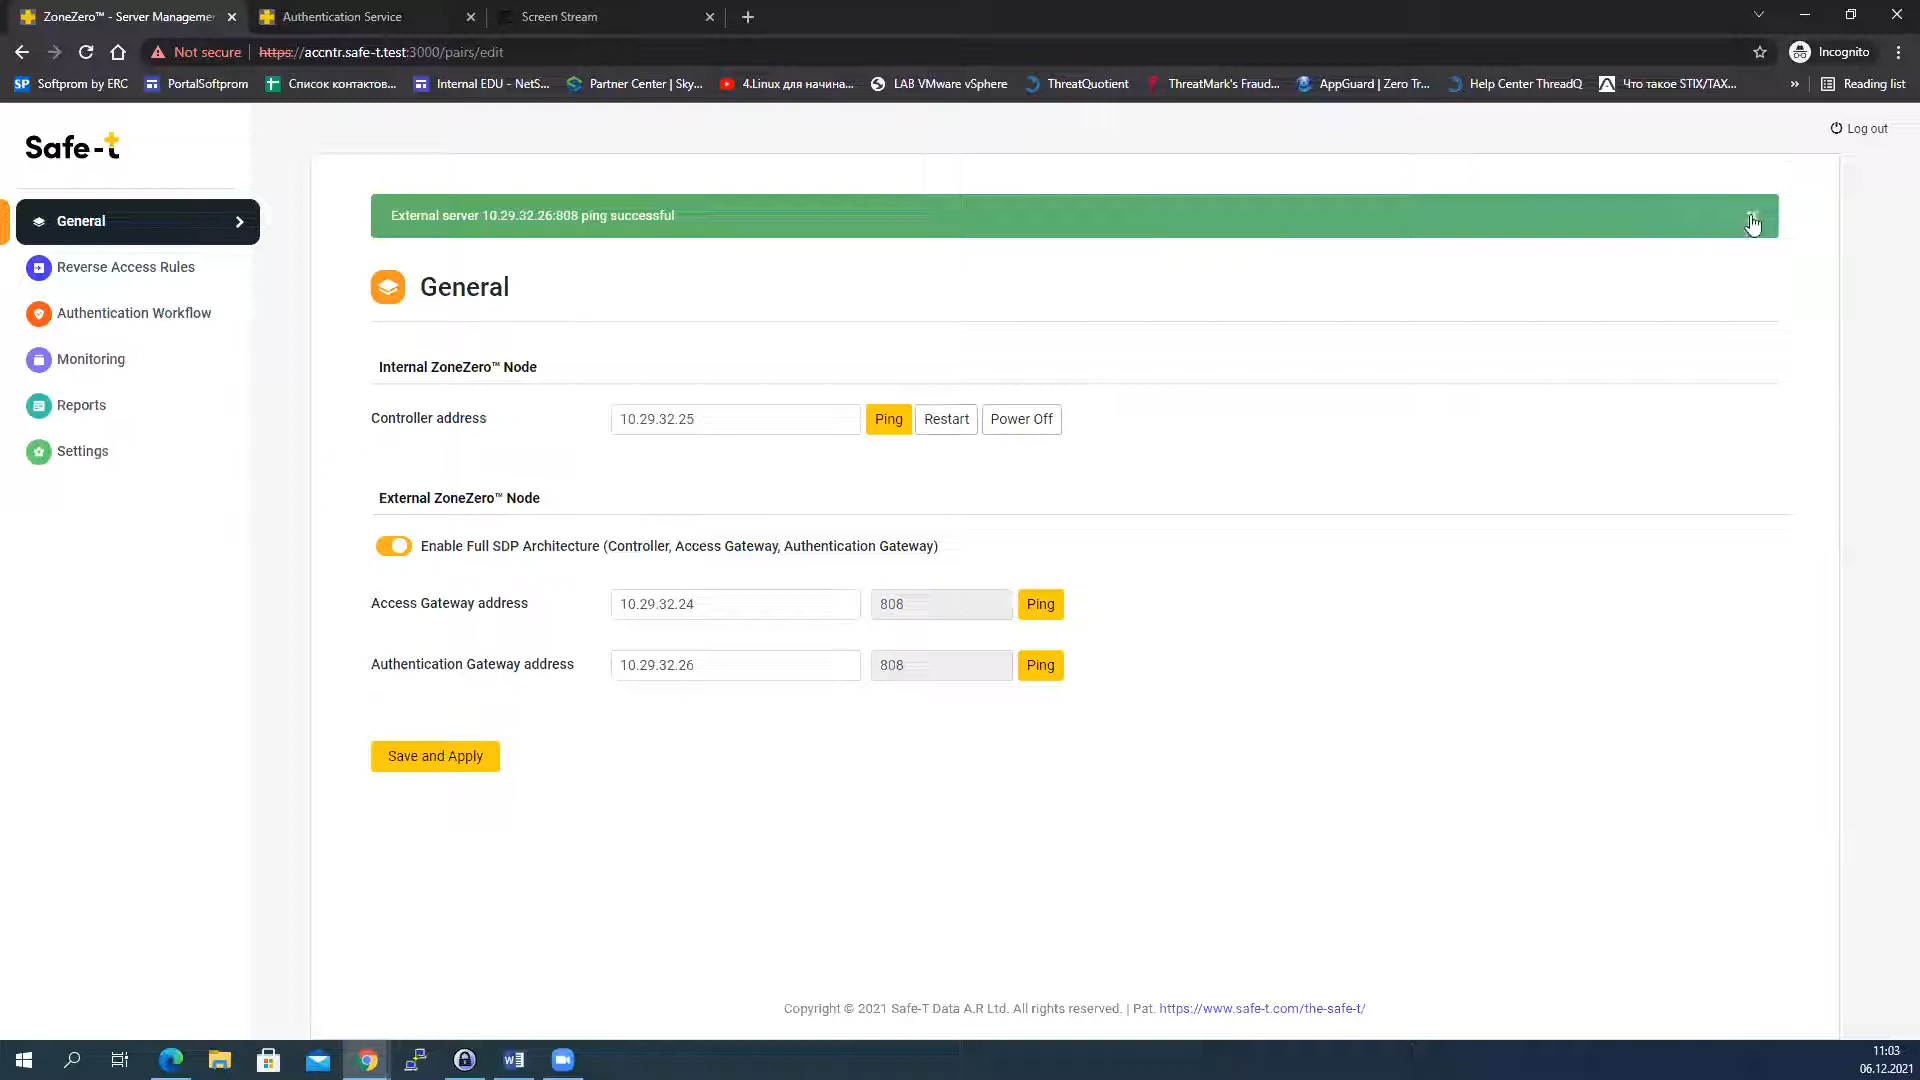 ZoneZero™ - Server Manageme
Authentication Service
Screen Stream
Not secure
https://accntr.safe-t.test:3000/pairs/edit
Incognito
SP Softprom by ERC
PortalSoftprom
Список контактов...
Internal EDU - NetS...
Partner Center | Sky...
4.Linux для начина...
LAB VMware vSphere
ThreatQuotient
ThreatMark's Fraud...
AppGuard | Zero Tr...
Help Center ThreadQ
Что такое STIX/TAX...
»
Reading list
Safe-t
Log out
External server 10.29.32.26:808 ping successful
General
Reverse Access Rules
Authentication Workflow
Monitoring
Reports
Settings
General
Internal ZoneZero™ Node
Controller address 10.29.32.25 Ping Restart Power Off
External ZoneZero™ Node
Enable Full SDP Architecture (Controller, Access Gateway, Authentication Gateway)
Access Gateway address 10.29.32.24 808 Ping
Authentication Gateway address 10.29.32.26 808 Ping
Save and Apply
Copyright © 2021 Safe-T Data A.R Ltd. All rights reserved. | Pat. https://www.safe-t.com/the-safe-t/
11:03
06.12.2021